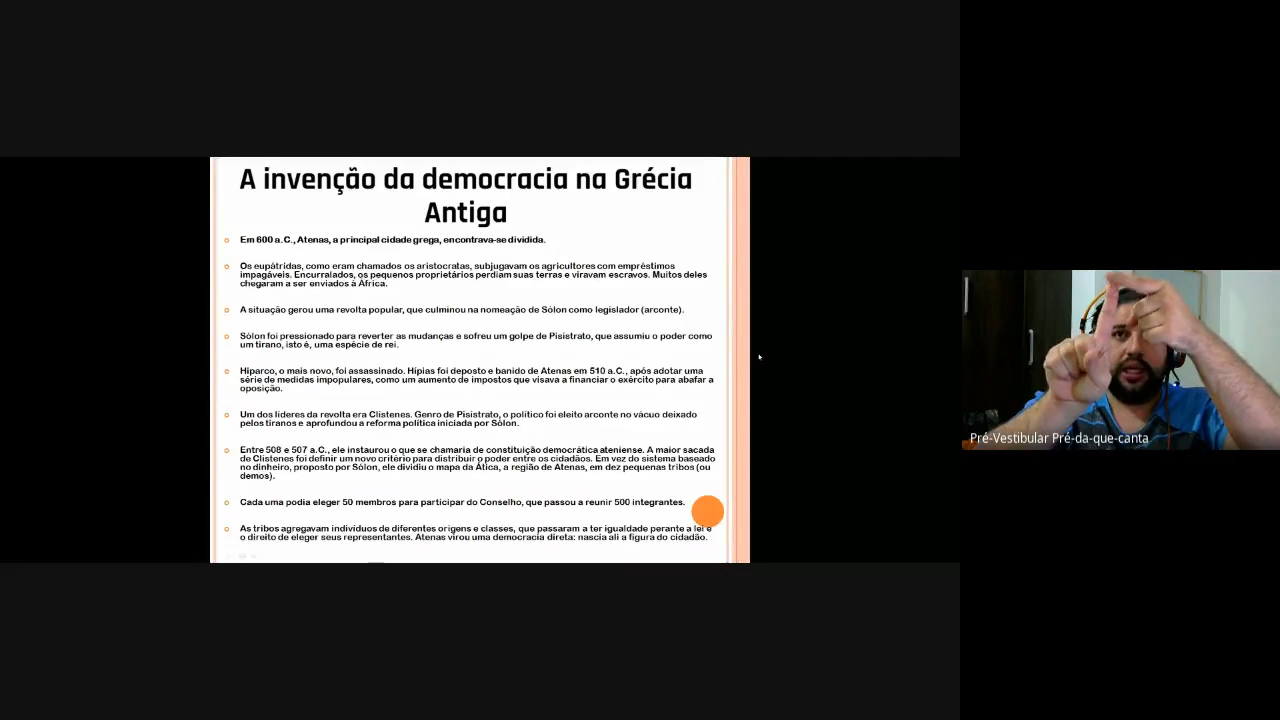 A invenção da democracia na Grécia
Antiga
Em 600 a.C., Atenas, a principal cidade grega, encontrava-se dividida.
Os eupátridas, como eram chamados os aristocratas, subjugavam os agricultores com empréstimos
impagáveis. Encurralados, os pequenos proprietários perdiam suas terras e viravam escravos. Muitos deles
chegaram a ser enviados à África.
A situação gerou uma revolta popular, que culminou na nomeação de Sólon como legislador (arconte).
Sólon foi pressionado para reverter as mudanças e sofreu um golpe de Pisístrato, que assumiu o poder como
um tirano, isto é, uma espécie de rei.
Hiparco, o mais novo, foi assassinado. Hípias foi deposto e banido de Atenas em 510 a.C., após adotar uma
série de medidas impopulares, como um aumento de impostos que visava a financiar o exército para abafar a
oposição.
Um dos líderes da revolta era Clístenes. Genro de Pisístrato, o político foi eleito arconte no vácuo deixado
pelos tiranos e aprofundou a reforma política iniciada por Sólon.
Entre 508 e 507 a.C., ele instaurou o que se chamaria de constituição democrática ateniense. A maior sacada
de Clístenes foi definir um novo critério para distribuir o poder entre os cidadãos. Em vez do sistema baseado
no dinheiro, proposto por Sólon, ele dividiu o mapa da Ática, a região de Atenas, em dez pequenas tribos (ou
demos).
Cada uma podia eleger 50 membros para participar do Conselho, que passou a reunir 500 integrantes.
As tribos agregavam indivíduos de diferentes origens e classes, que passaram a ter igualdade perante a lei e
o direito de eleger seus representantes. Atenas virou uma democracia direta: nascia ali a figura do cidadão.
Pré-Vestibular Pré-da-que-canta